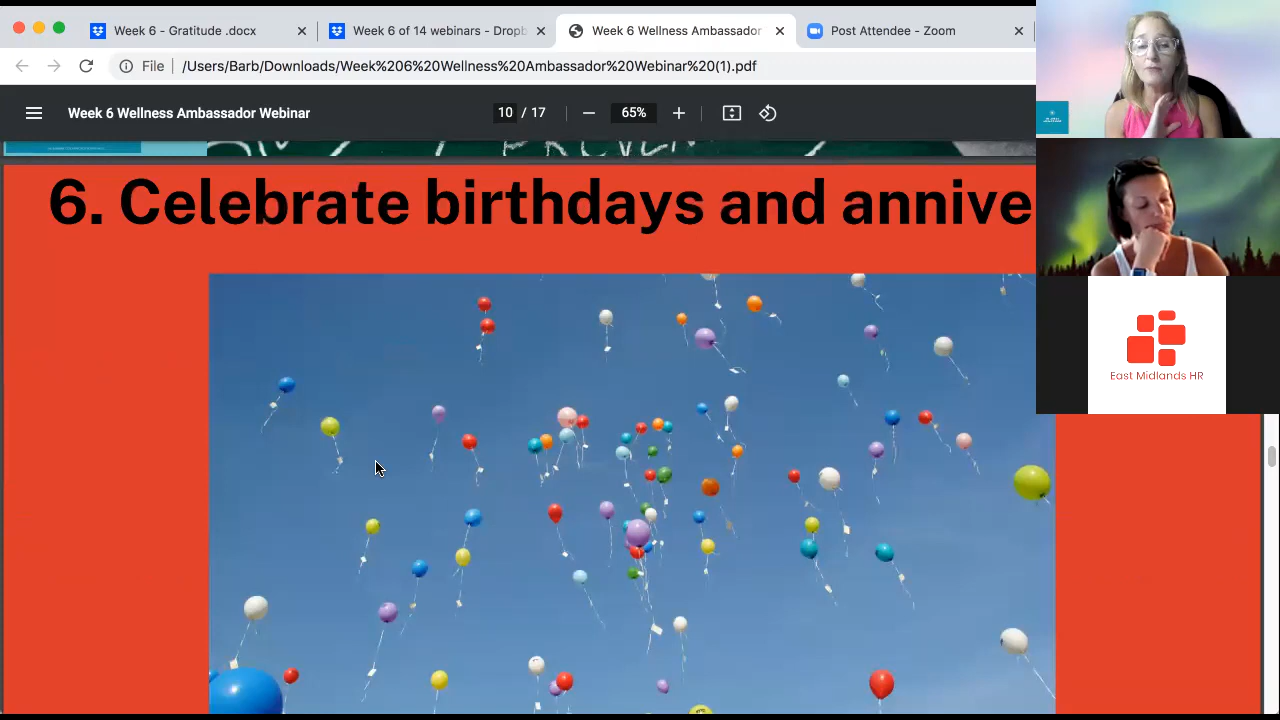 Week 6 - Gratitude .docx
Week 6 of 14 webinars - Dropb
Week 6 Wellness Ambassador
Post Attendee - Zoom
File
/Users/Barb/Downloads/Week%206%20Wellness%20Ambassador%20Webinar%20(1).pdf
Week 6 Wellness Ambassador Webinar
10 / 17
65%
6. Celebrate birthdays and annive
East Midlands HR